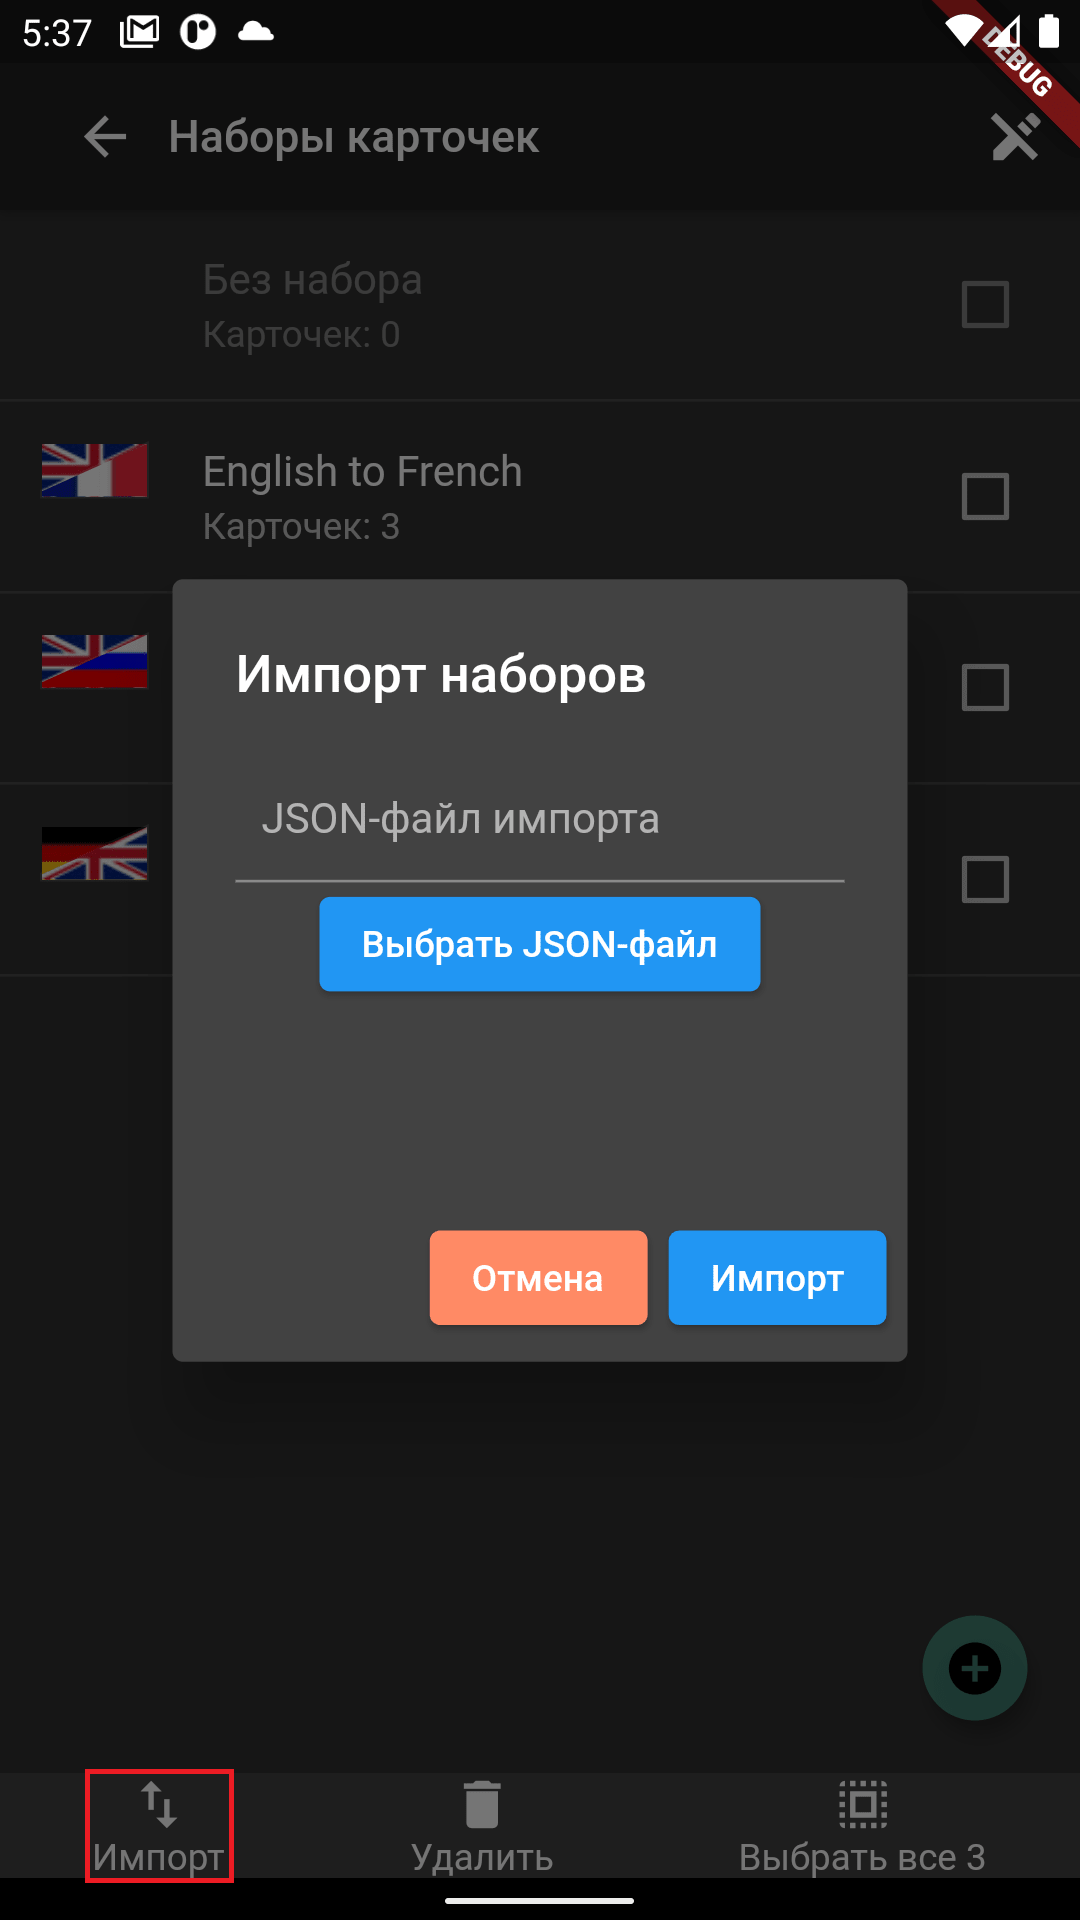 5:37
DEBUG
Наборы карточек
Без набора
Карточек: 0
English to French
Карточек: 3
Импорт наборов
JSON-файл импорта
Выбрать JSON-файл
Отмена
Импорт
Импорт
Удалить
Выбрать все 3